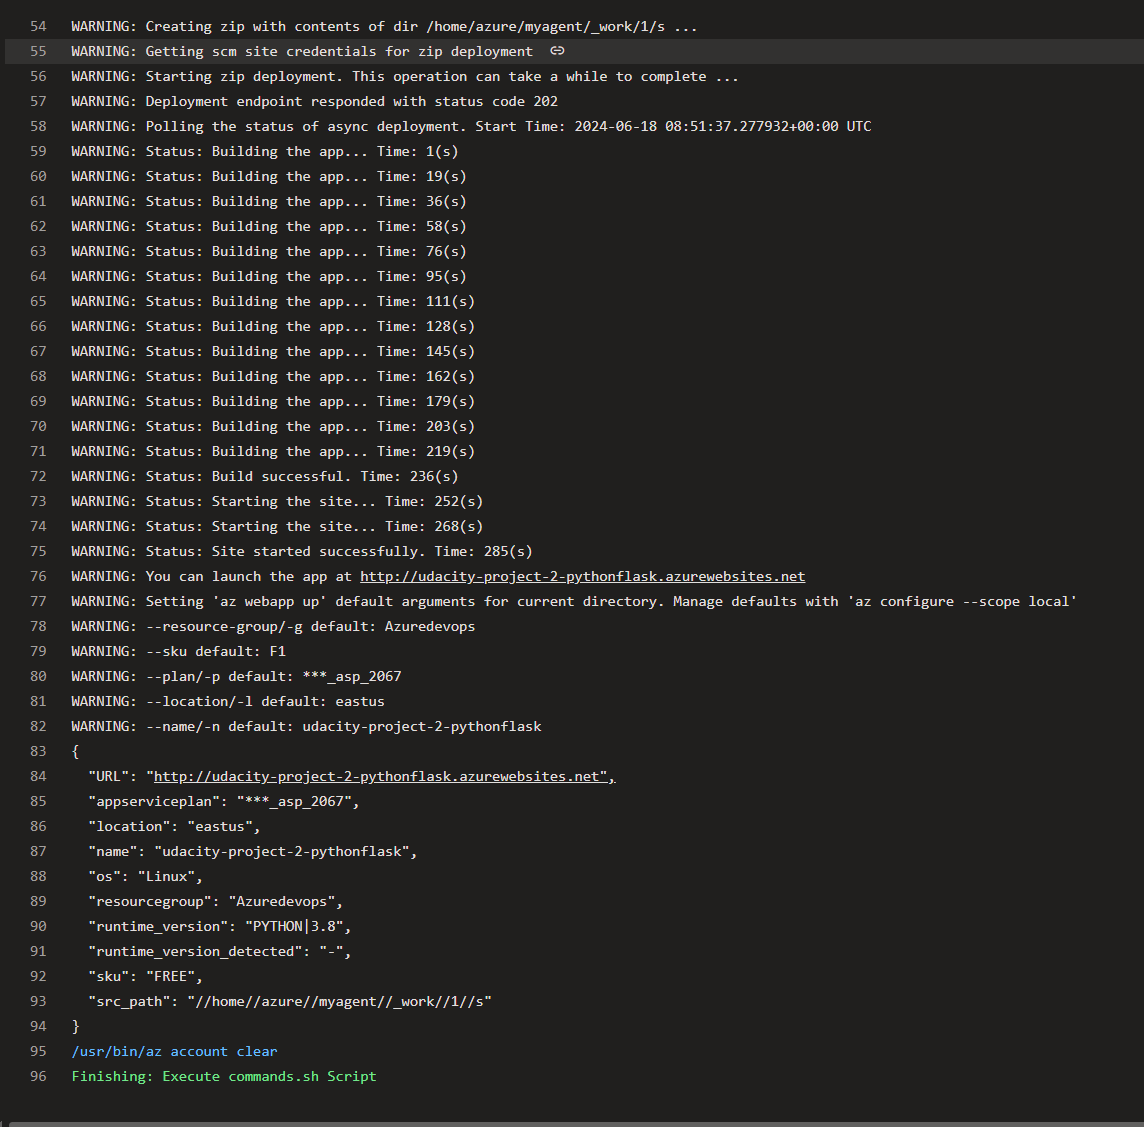 54 WARNING: Creating zip with contents of dir /home/azure/myagent/_work/1/s ...
55 WARNING: Getting scm site credentials for zip deployment
56 WARNING: Starting zip deployment. This operation can take a while to complete ...
57 WARNING: Deployment endpoint responded with status code 202
58 WARNING: Polling the status of async deployment. Start Time: 2024-06-18 08:51:37.277932+00:00 UTC
59 WARNING: Status: Building the app... Time: 1(s)
60 WARNING: Status: Building the app... Time: 19(s)
61 WARNING: Status: Building the app... Time: 36(s)
62 WARNING: Status: Building the app... Time: 58(s)
63 WARNING: Status: Building the app... Time: 76(s)
64 WARNING: Status: Building the app... Time: 95(s)
65 WARNING: Status: Building the app... Time: 111(s)
66 WARNING: Status: Building the app... Time: 128(s)
67 WARNING: Status: Building the app... Time: 145(s)
68 WARNING: Status: Building the app... Time: 162(s)
69 WARNING: Status: Building the app... Time: 179(s)
70 WARNING: Status: Building the app... Time: 203(s)
71 WARNING: Status: Building the app... Time: 219(s)
72 WARNING: Status: Build successful. Time: 236(s)
73 WARNING: Status: Starting the site... Time: 252(s)
74 WARNING: Status: Starting the site... Time: 268(s)
75 WARNING: Status: Site started successfully. Time: 285(s)
76 WARNING: You can launch the app at http://udacity-project-2-pythonflask.azurewebsites.net
77 WARNING: Setting 'az webapp up' default arguments for current directory. Manage defaults with 'az configure --scope local'
78 WARNING: --resource-group/-g default: Azuredevops
79 WARNING: --sku default: F1
80 WARNING: --plan/-p default: ***_asp_2067
81 WARNING: --location/-l default: eastus
82 WARNING: --name/-n default: udacity-project-2-pythonflask
83 {
84   "URL": "http://udacity-project-2-pythonflask.azurewebsites.net",
85   "appserviceplan": "***_asp_2067",
86   "location": "eastus",
87   "name": "udacity-project-2-pythonflask",
88   "os": "Linux",
89   "resourcegroup": "Azuredevops",
90   "runtime_version": "PYTHON|3.8",
91   "runtime_version_detected": "-",
92   "sku": "FREE",
93   "src_path": "//home//azure//myagent//_work//1//s"
94 }
95 /usr/bin/az account clear
96 Finishing: Execute commands.sh Script